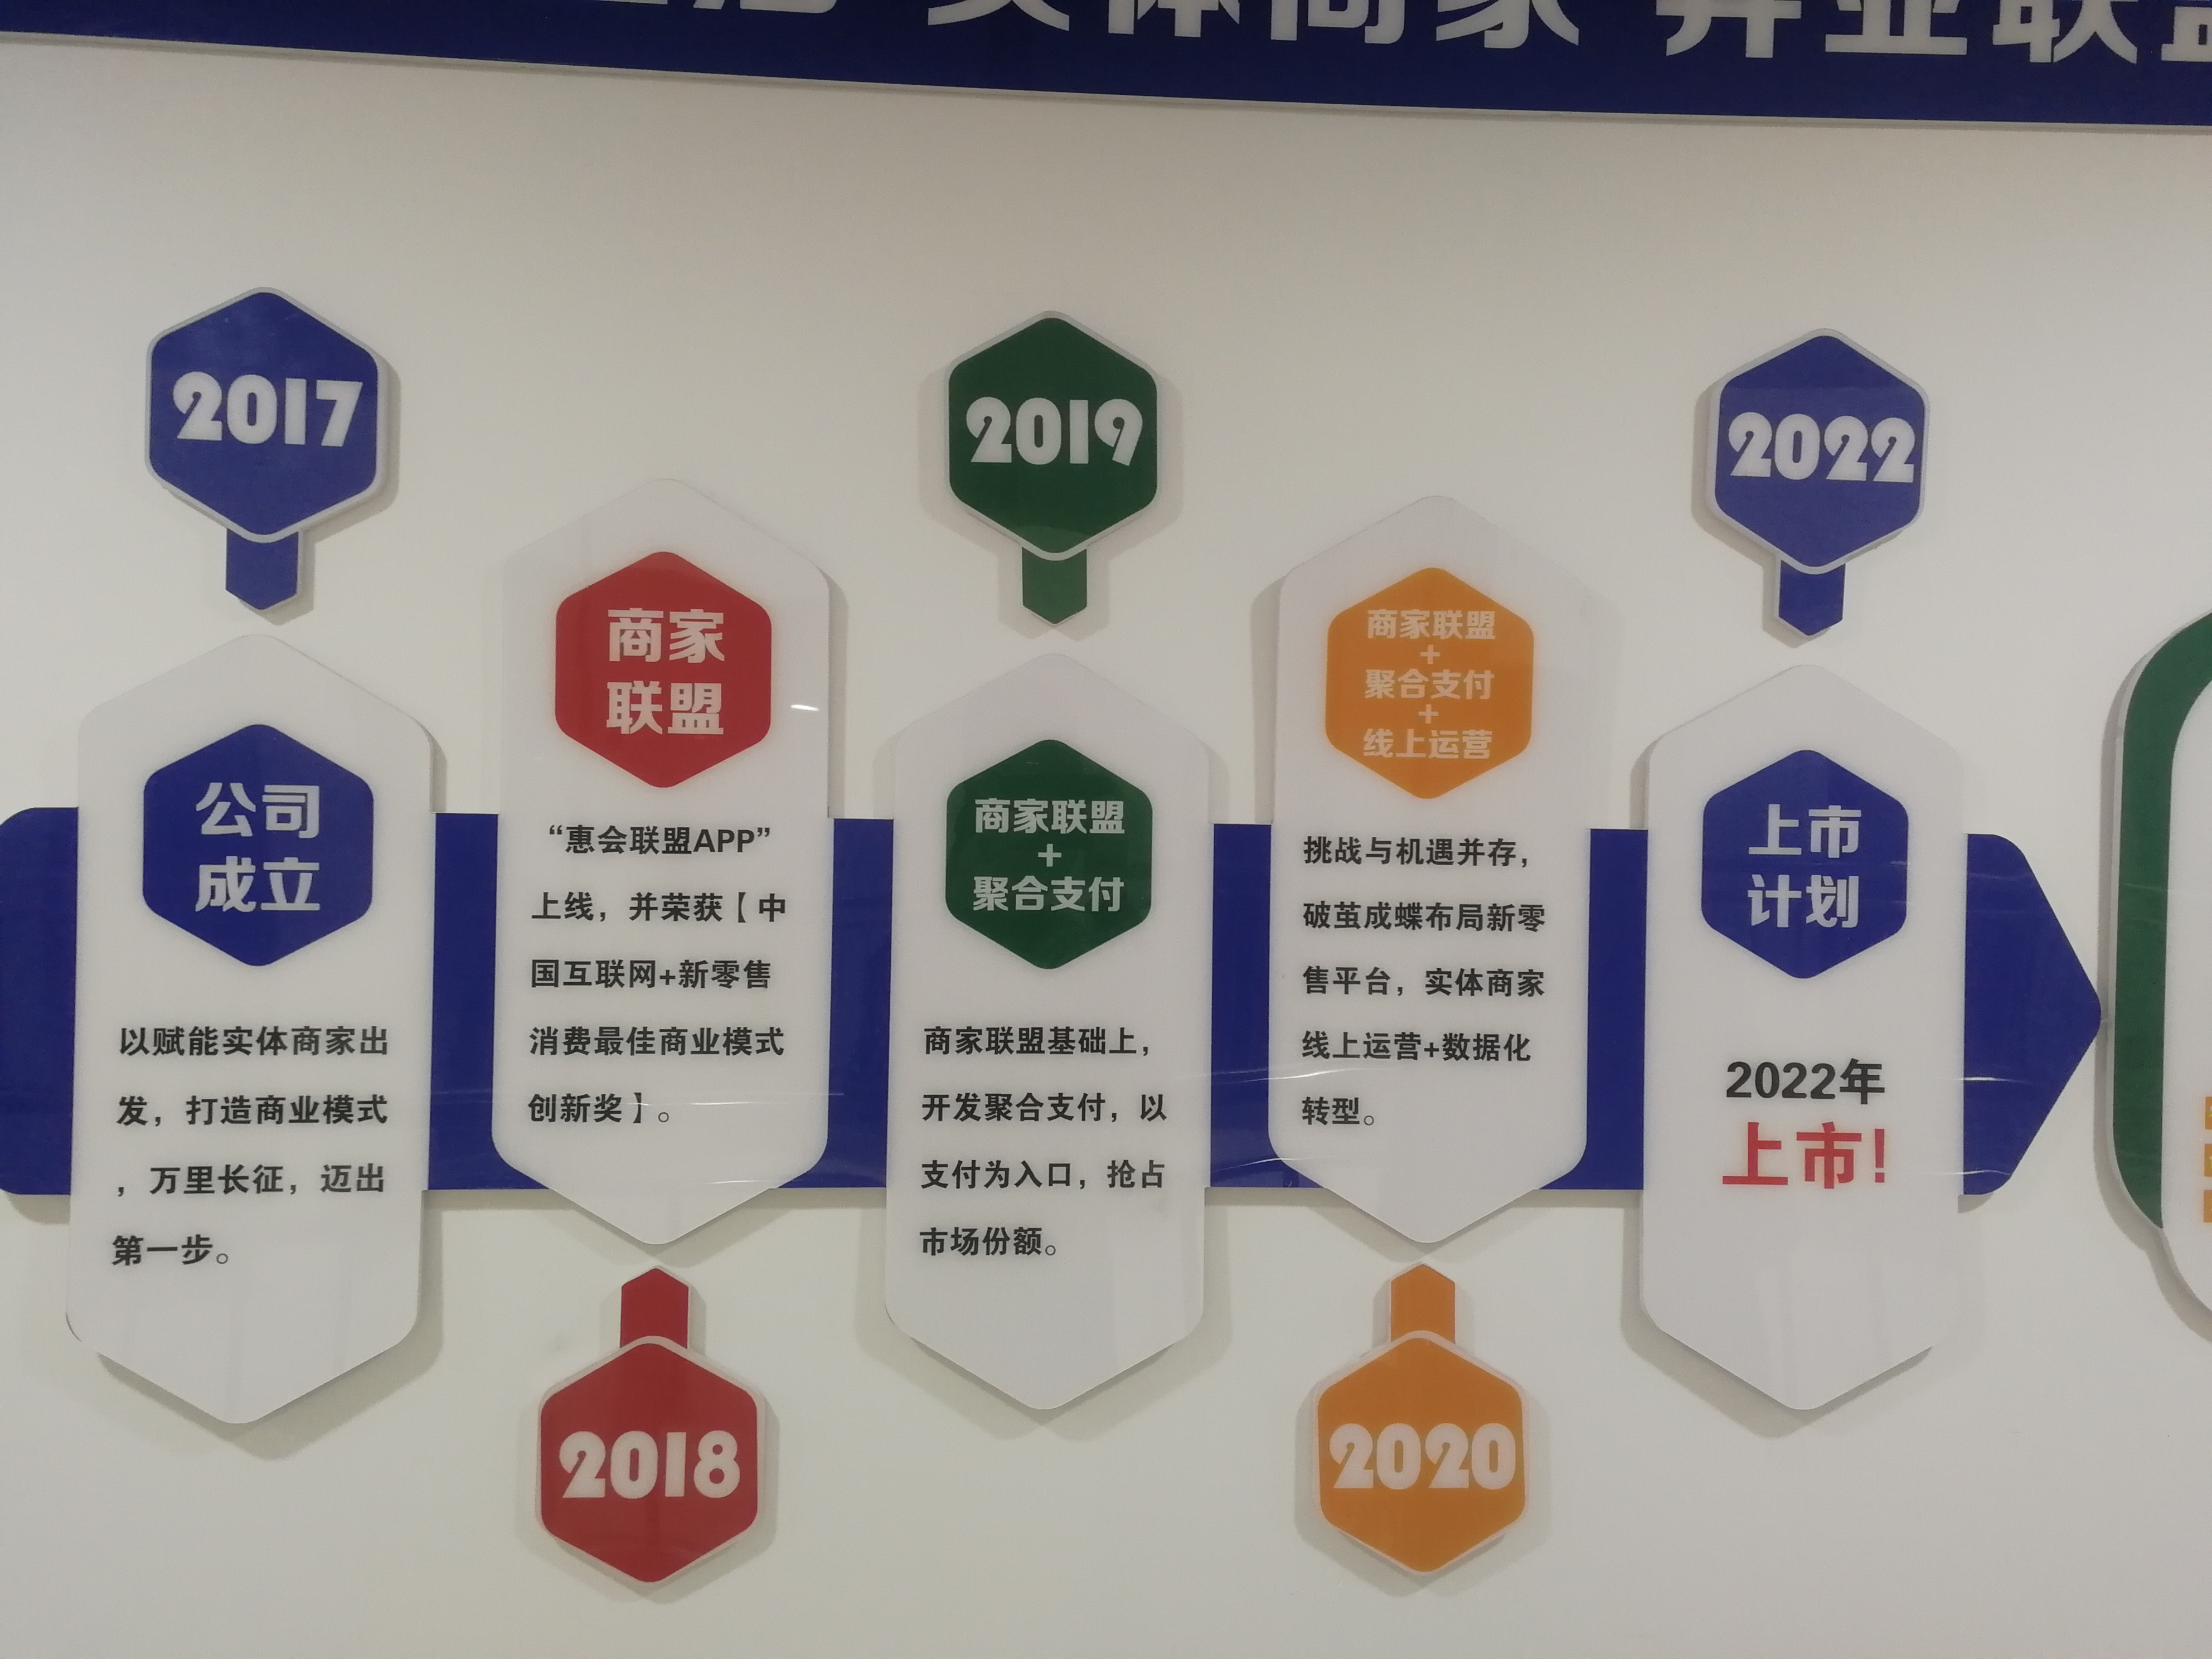 实体商家 异业联盟
2017
公司
成立
以赋能实体商家出
发，打造商业模式
，万里长征，迈出
第一步。
商家
联盟
“惠会联盟APP”
上线，并荣获【中
国互联网+新零售
消费最佳商业模式
创新奖】。
2018
2019
商家联盟
+
聚合支付
商家联盟基础上，
开发聚合支付，以
支付为入口，抢占
市场份额。
商家联盟
+
聚合支付
+
线上运营
挑战与机遇并存，
破茧成蝶布局新零
售平台，实体商家
线上运营+数据化
转型。
2020
2022
上市
计划
2022年
上市!